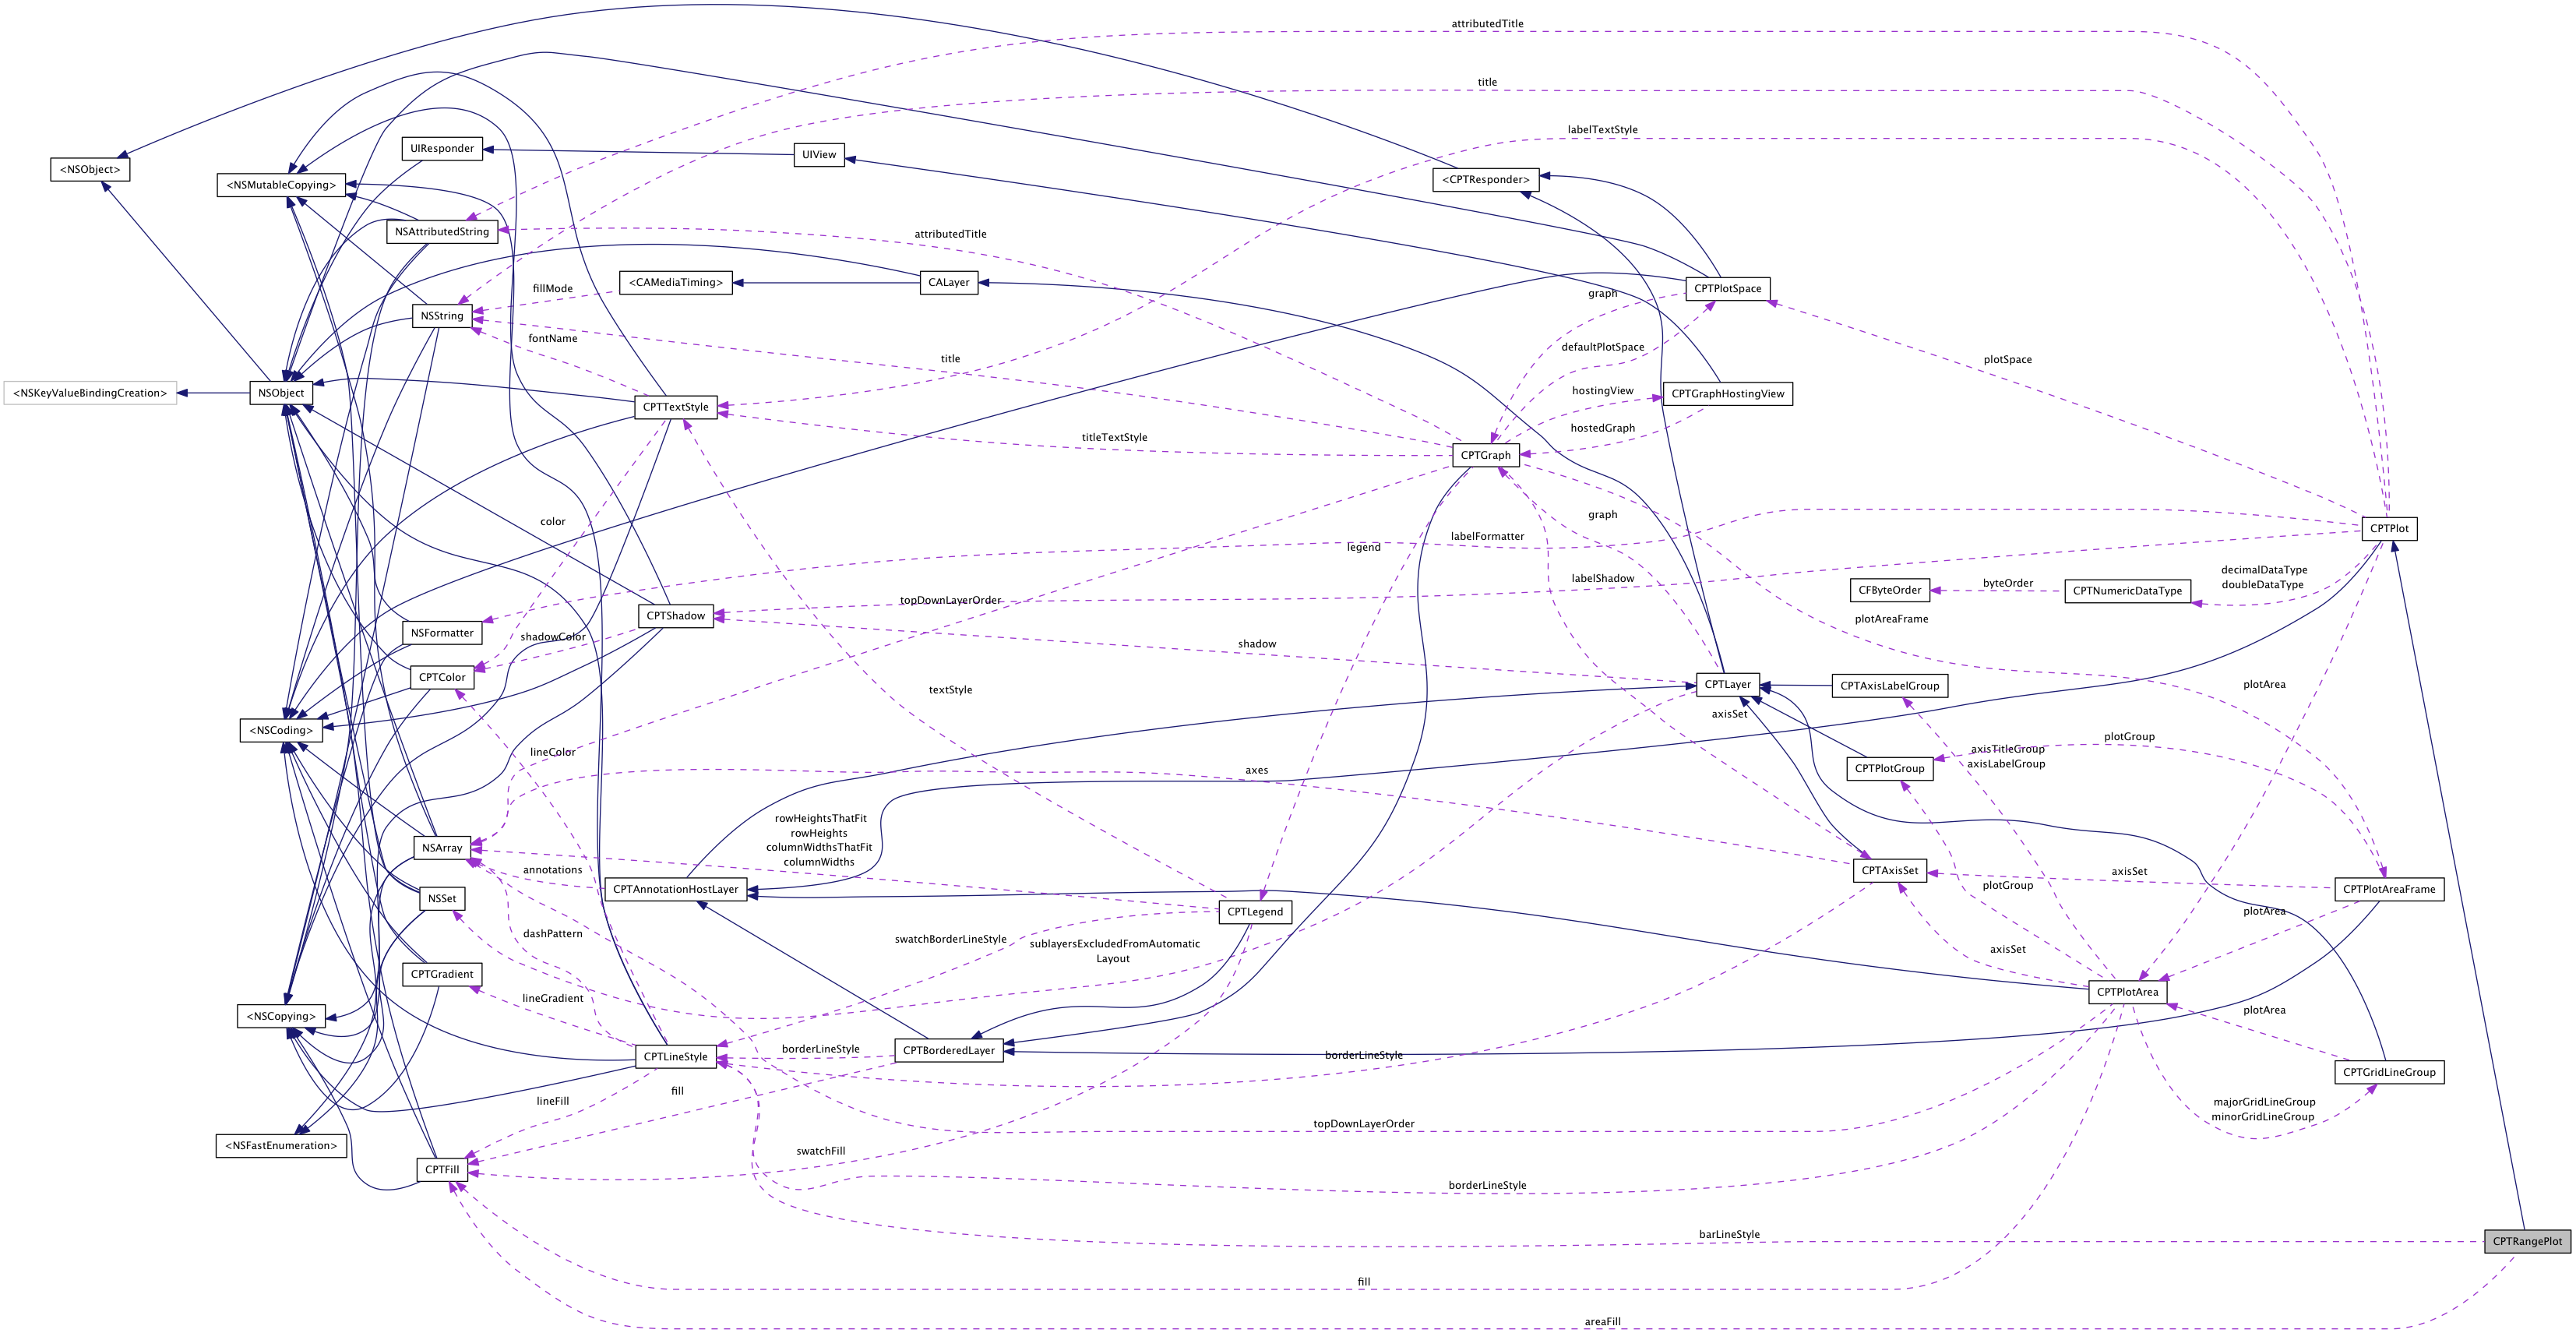 attributedTitle
title
labelTextStyle
UIResponder
UIView
<NSObject>
<CPTResponder>
<NSMutableCopying>
NSAttributedString
attributedTitle
<CAMediaTiming>
CALayer
fillMode
graph
CPTPlotSpace
NSString
fontName
title
defaultPlotSpace
plotSpace
<NSKeyValueBindingCreation>
NSObject
hostingView
CPTGraphHostingView
CPTTextStyle
titleTextStyle
hostedGraph
CPTGraph
color
legend
labelFormatter
graph
CPTPlot
labelShadow
decimalDataType
doubleDataType
byteOrder
CFByteOrder
CPTNumericDataType
topDownLayerOrder
CPTShadow
plotAreaFrame
NSFormatter
shadowColor
shadow
CPTColor
textStyle
CPTLayer
CPTAxisLabelGroup
plotArea
axisSet
<NSCoding>
lineColor
plotGroup
axisTitleGroup
axisLabelGroup
axes
CPTPlotGroup
rowHeightsThatFit
rowHeights
columnWidthsThatFit
columnWidths
NSArray
annotations
CPTAnnotationHostLayer
CPTAxisSet
axisSet
plotGroup
CPTPlotAreaFrame
NSSet
CPTLegend
plotArea
dashPattern
swatchBorderLineStyle
sublayersExcludedFromAutomatic
Layout
axisSet
CPTGradient
lineGradient
CPTPlotArea
<NSCopying>
plotArea
borderLineStyle
CPTBorderedLayer
CPTLineStyle
borderLineStyle
CPTGridLineGroup
fill
lineFill
majorGridLineGroup
minorGridLineGroup
topDownLayerOrder
<NSFastEnumeration>
swatchFill
CPTFill
borderLineStyle
barLineStyle
CPTRangePlot
fill
areaFill